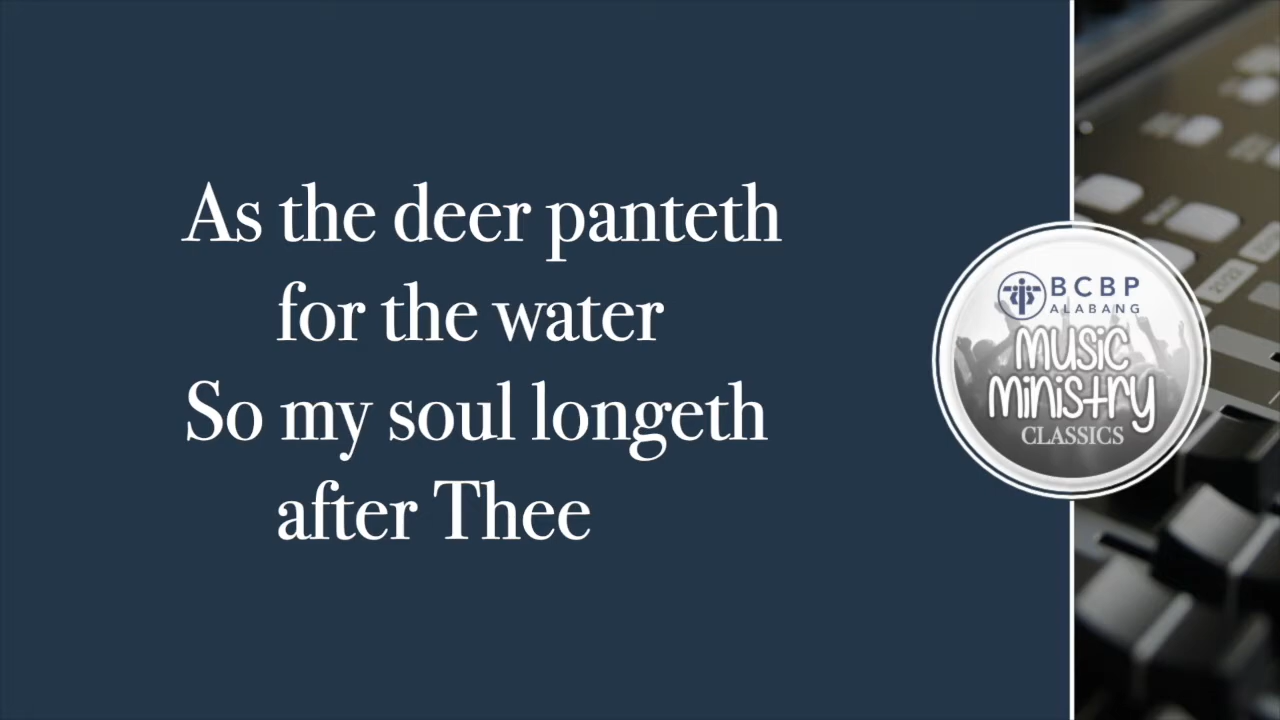 As the deer panteth
for the water
So my soul longeth
after Thee
BCBP
ALABANG
music
ministry
CLASSICS